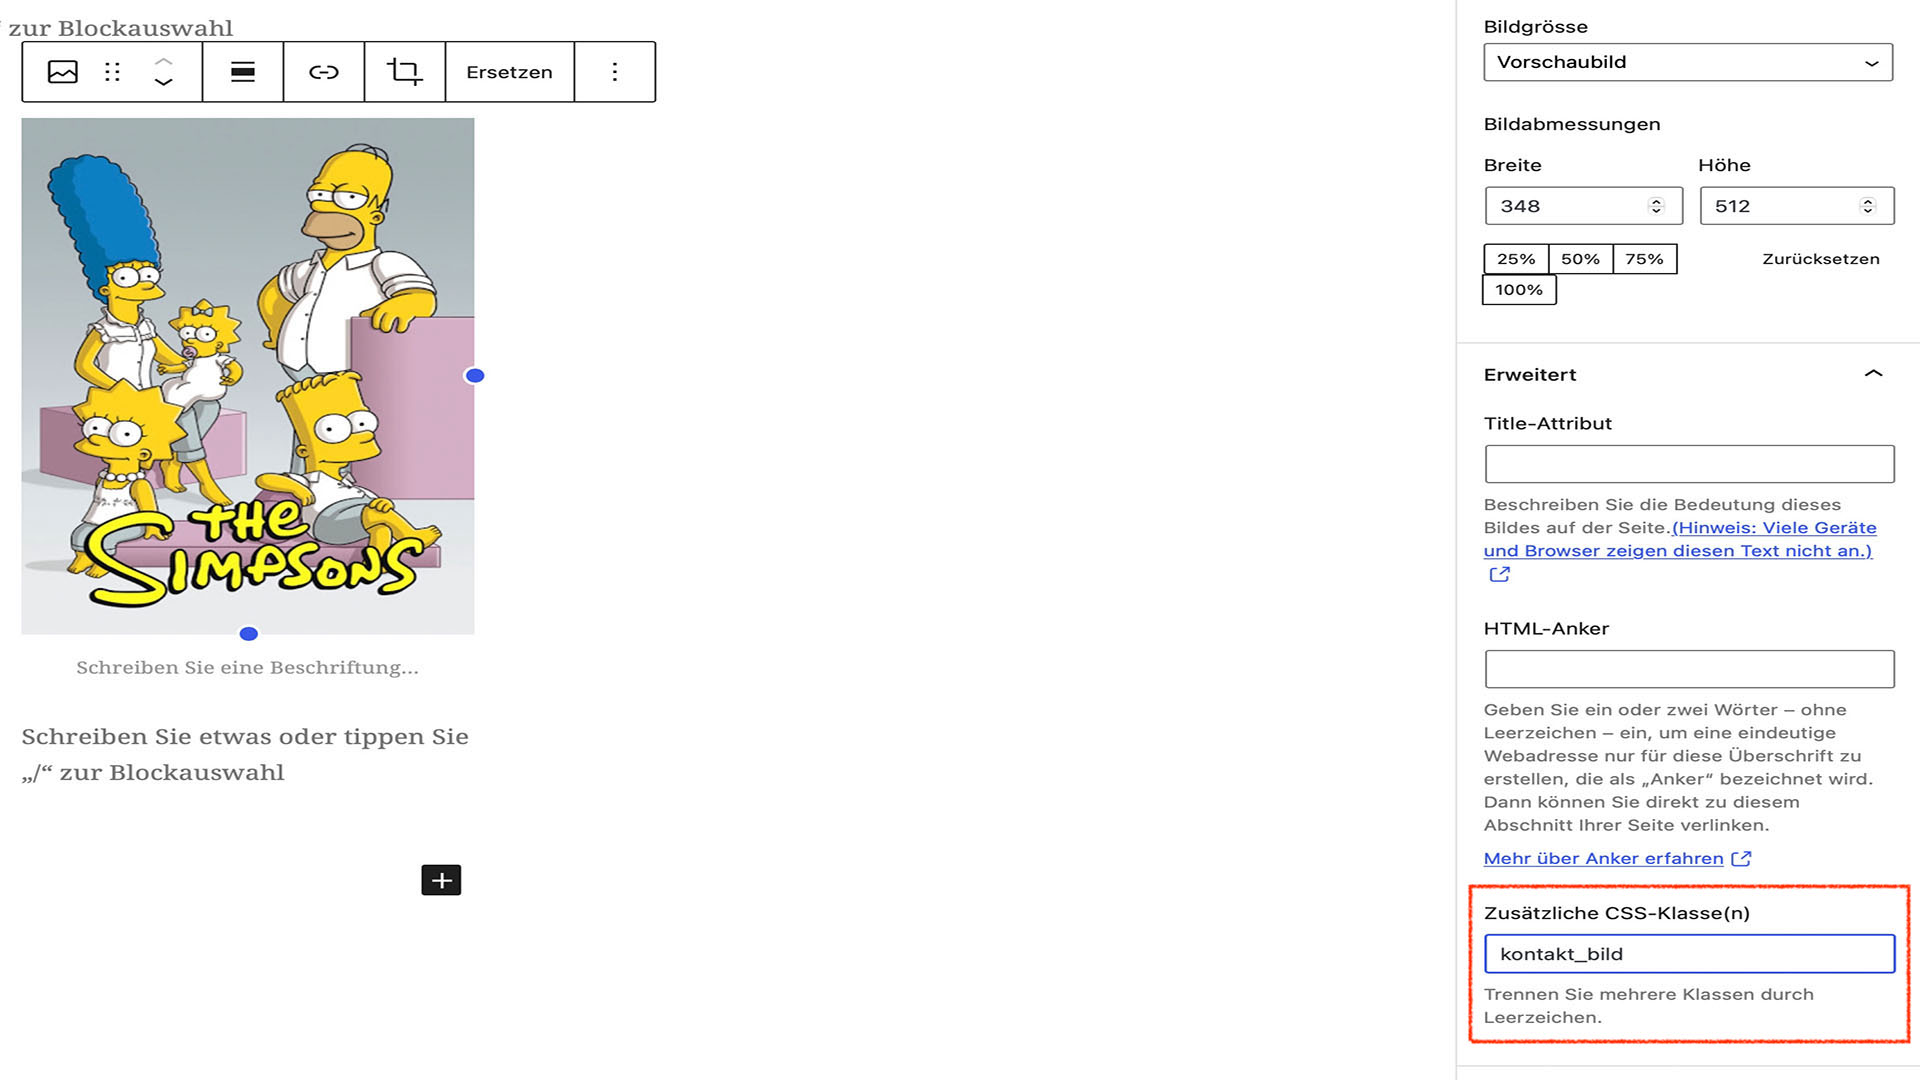 “ zur Blockauswahl
Ersetzen
THE
SIMPSONS
Schreiben Sie eine Beschriftung...
Schreiben Sie etwas oder tippen Sie
„/“ zur Blockauswahl
Bildgrösse
Vorschaubild
Bildabmessungen
Breite Höhe
348 512
25% 50% 75% Zurücksetzen
100%
Erweitert
Title-Attribut
Beschreiben Sie die Bedeutung dieses
Bildes auf der Seite.(Hinweis: Viele Geräte
und Browser zeigen diesen Text nicht an.)
HTML-Anker
Geben Sie ein oder zwei Wörter – ohne
Leerzeichen – ein, um eine eindeutige
Webadresse nur für diese Überschrift zu
erstellen, die als „Anker“ bezeichnet wird.
Dann können Sie direkt zu diesem
Abschnitt Ihrer Seite verlinken.
Mehr über Anker erfahren
Zusätzliche CSS-Klasse(n)
kontakt_bild
Trennen Sie mehrere Klassen durch
Leerzeichen.